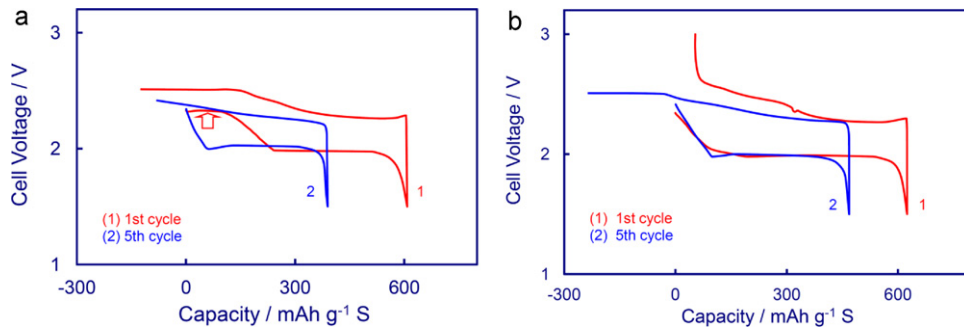 a
3
2
1
Cell Voltage / V
2
1
(1) 1st cycle
(2) 5th cycle
-300
0
300
600
Capacity / mAh g⁻¹ S
b
3
2
1
Cell Voltage / V
2
1
(1) 1st cycle
(2) 5th cycle
-300
0
300
600
Capacity / mAh g⁻¹ S